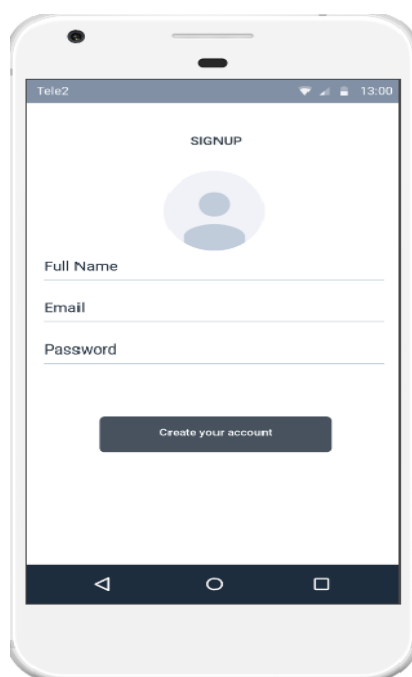 Tele2 13:00
SIGNUP
Full Name
Email
Password
Create your account